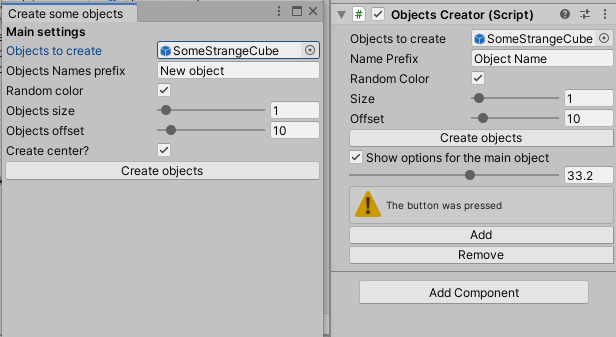 Create some objects
Main settings
Objects to create SomeStrangeCube
Objects Names prefix New object
Random color
Objects size 1
Objects offset 10
Create center?
Create objects
Objects Creator (Script)
Objects to create SomeStrangeCube
Name Prefix Object Name
Random Color
Size 1
Offset 10
Create objects
Show options for the main object
33.2
The button was pressed
Add
Remove
Add Component